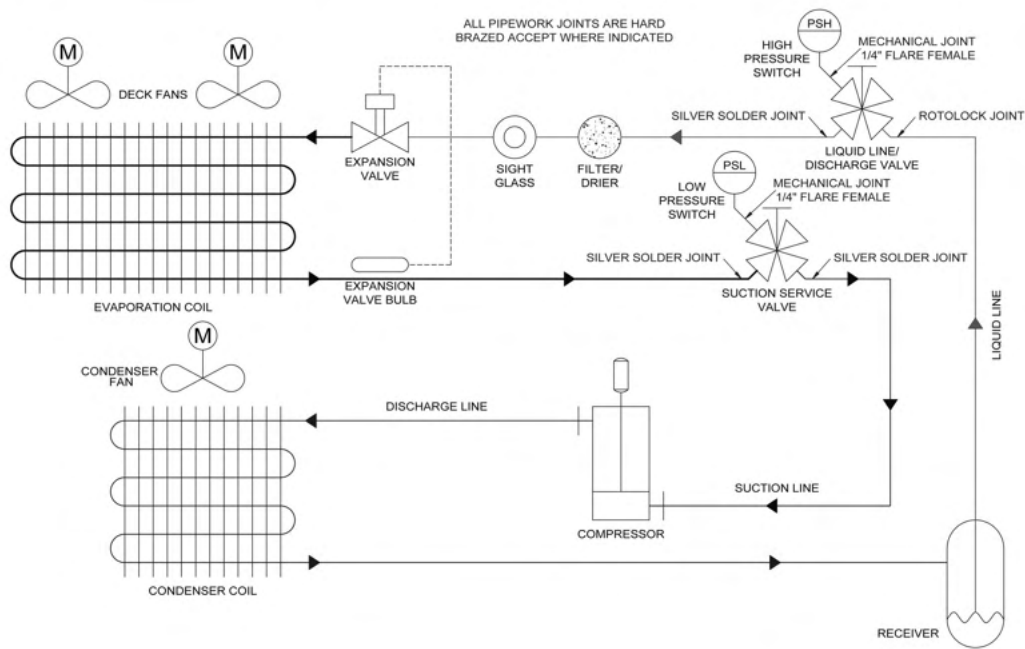 ALL PIPEWORK JOINTS ARE HARD
BRAZED ACCEPT WHERE INDICATED
M
M
DECK FANS
PSH
HIGH
PRESSURE
SWITCH
MECHANICAL JOINT
1/4" FLARE FEMALE
SILVER SOLDER JOINT
ROTOLOCK JOINT
LIQUID LINE/
DISCHARGE VALVE
EXPANSION
VALVE
SIGHT
GLASS
FILTER/
DRIER
PSL
LOW
PRESSURE
SWITCH
MECHANICAL JOINT
1/4" FLARE FEMALE
SILVER SOLDER JOINT
SILVER SOLDER JOINT
SUCTION SERVICE
VALVE
EXPANSION
VALVE BULB
EVAPORATION COIL
LIQUID LINE
M
CONDENSER
FAN
DISCHARGE LINE
SUCTION LINE
COMPRESSOR
CONDENSER COIL
RECEIVER